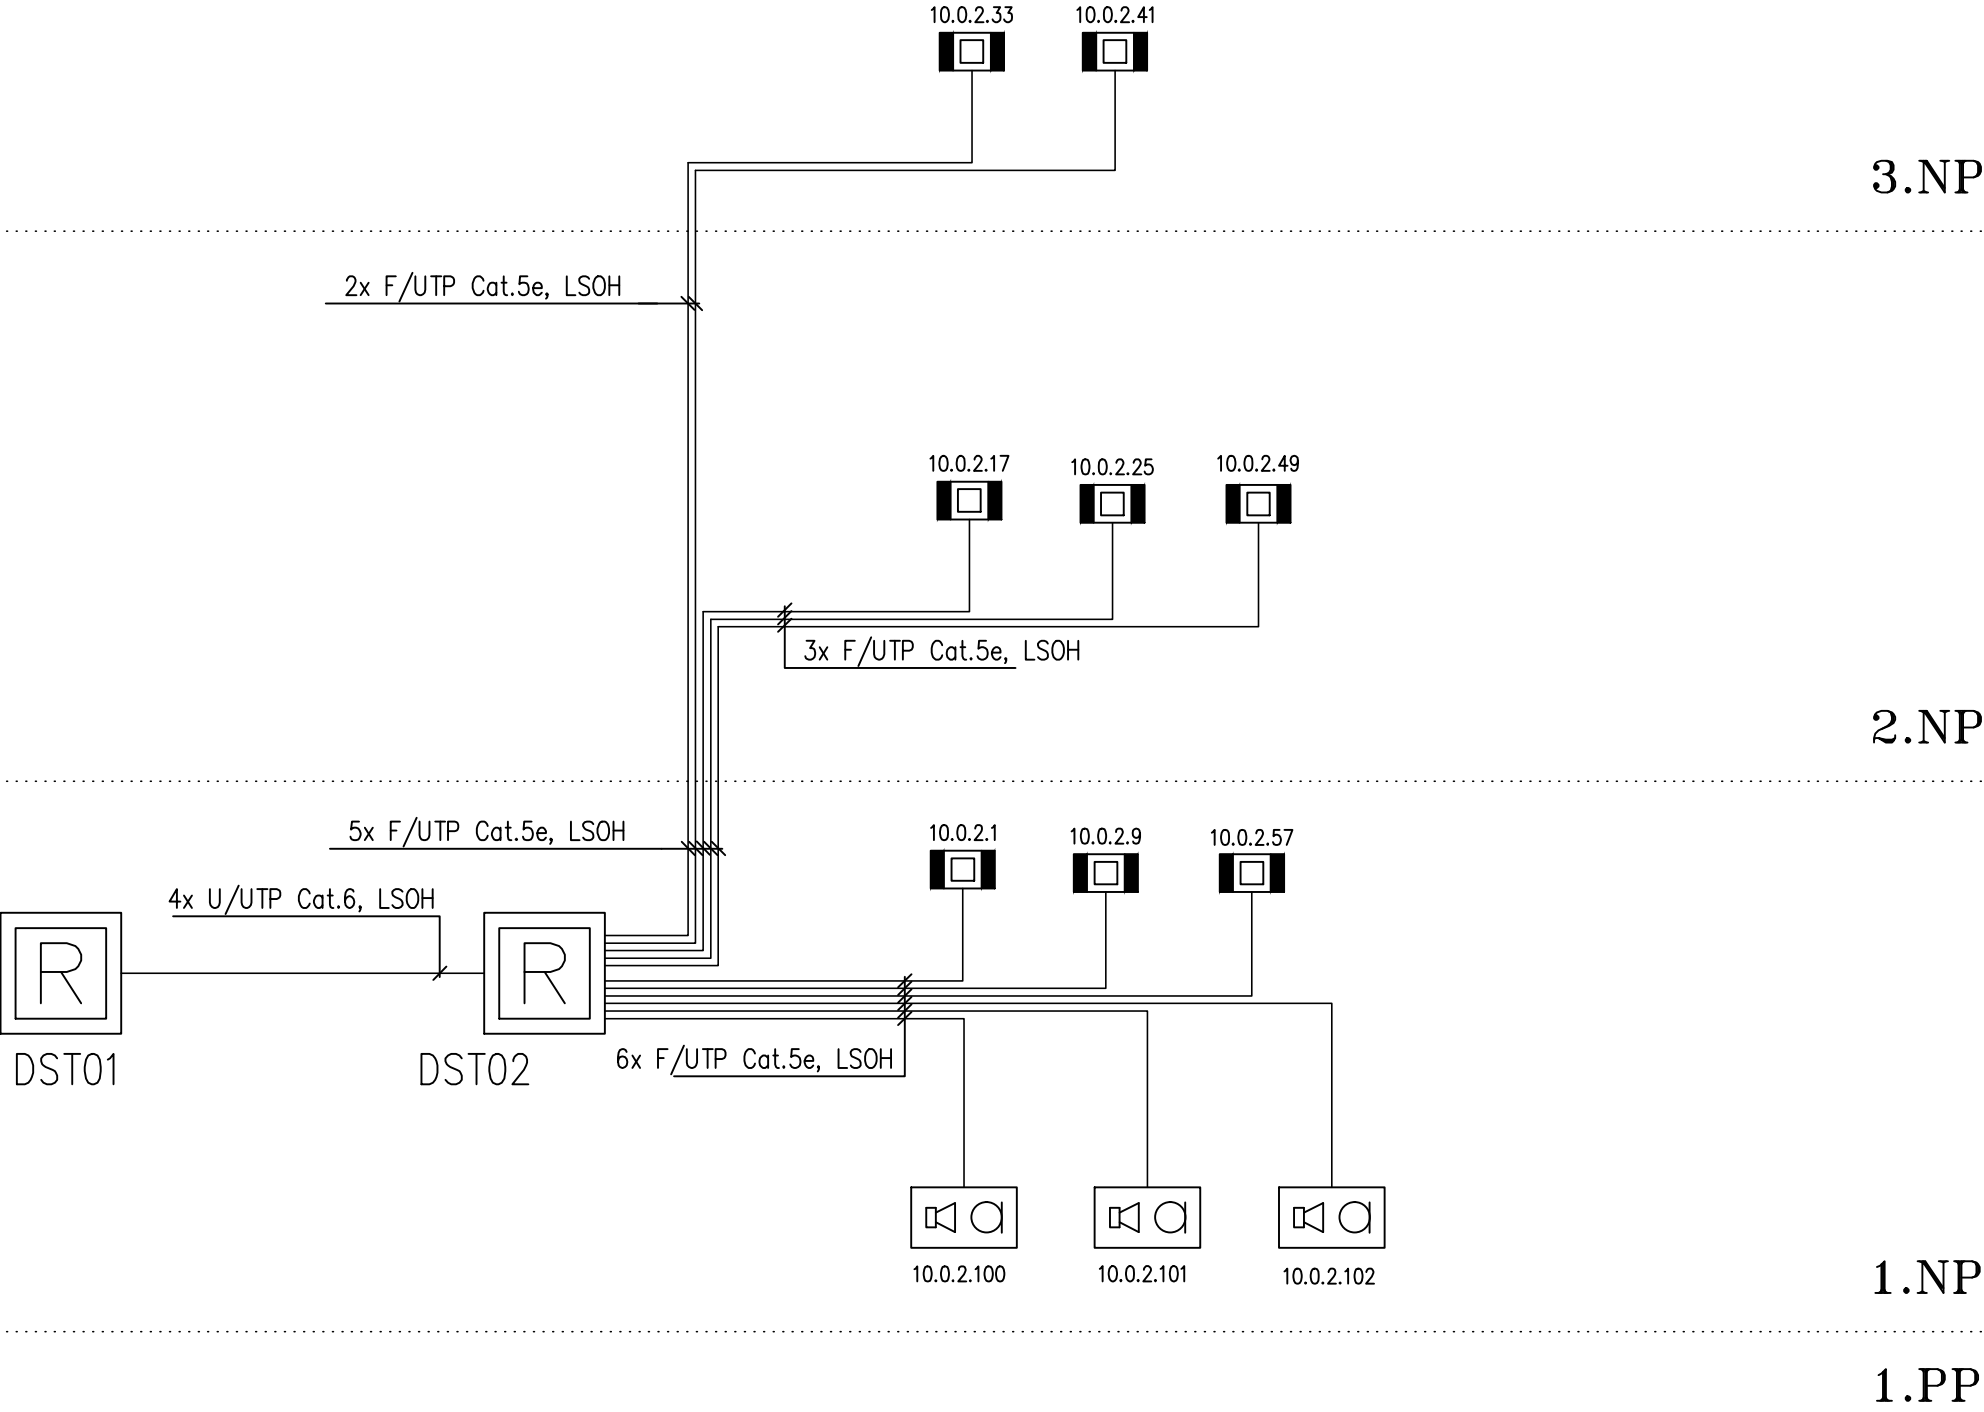 10.0.2.33
10.0.2.41
3.NP
2x F/UTP Cat.5e, LSOH
10.0.2.17
10.0.2.25
10.0.2.49
3x F/UTP Cat.5e, LSOH
2.NP
5x F/UTP Cat.5e, LSOH
10.0.2.1
10.0.2.9
10.0.2.57
4x U/UTP Cat.6, LSOH
R
R
DST01
DST02
6x F/UTP Cat.5e, LSOH
10.0.2.100
10.0.2.101
10.0.2.102
1.NP
1.PP